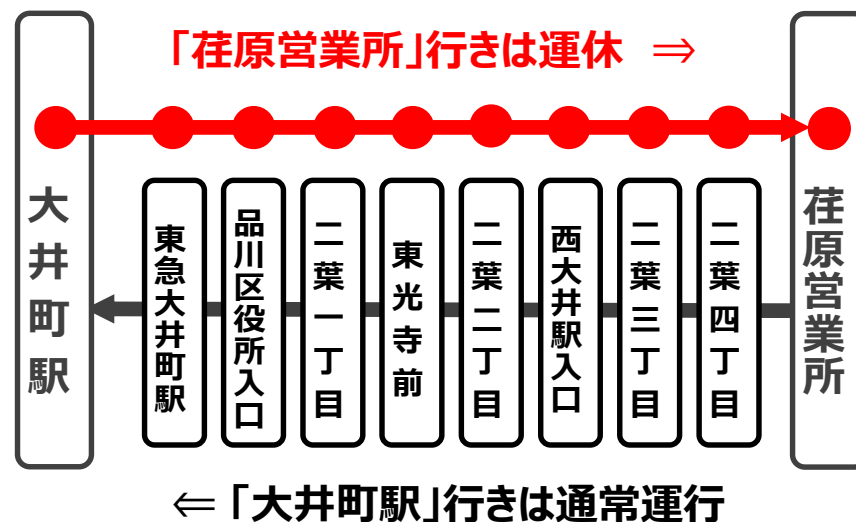 「荏原営業所」行きは運休 ⇒
大井町駅
東急大井町駅
品川区役所入口
二葉一丁目
東光寺前
二葉二丁目
西大井駅入口
二葉三丁目
二葉四丁目
荏原営業所
⇐「大井町駅」行きは通常運行